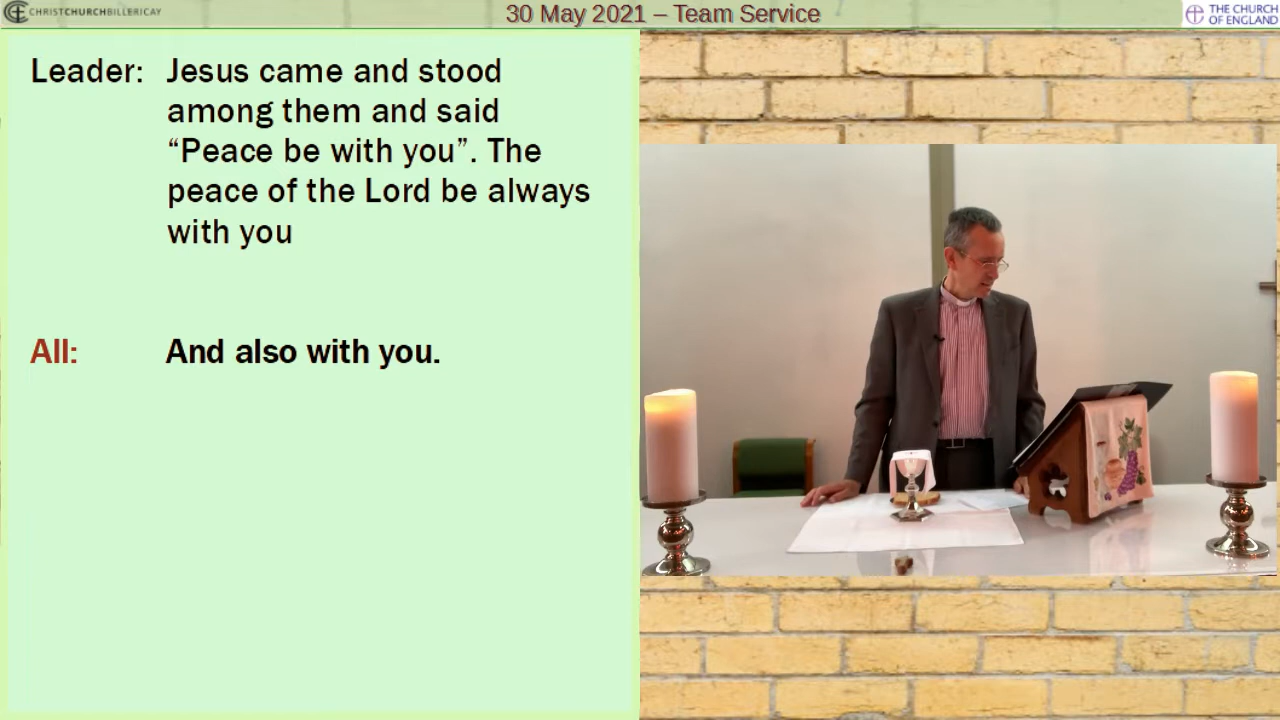 CHRISTCHURCHBILLERICAY
30 May 2021 – Team Service
THE CHURCH
OF ENGLAND
Leader: Jesus came and stood
among them and said
“Peace be with you”. The
peace of the Lord be always
with you
All: And also with you.